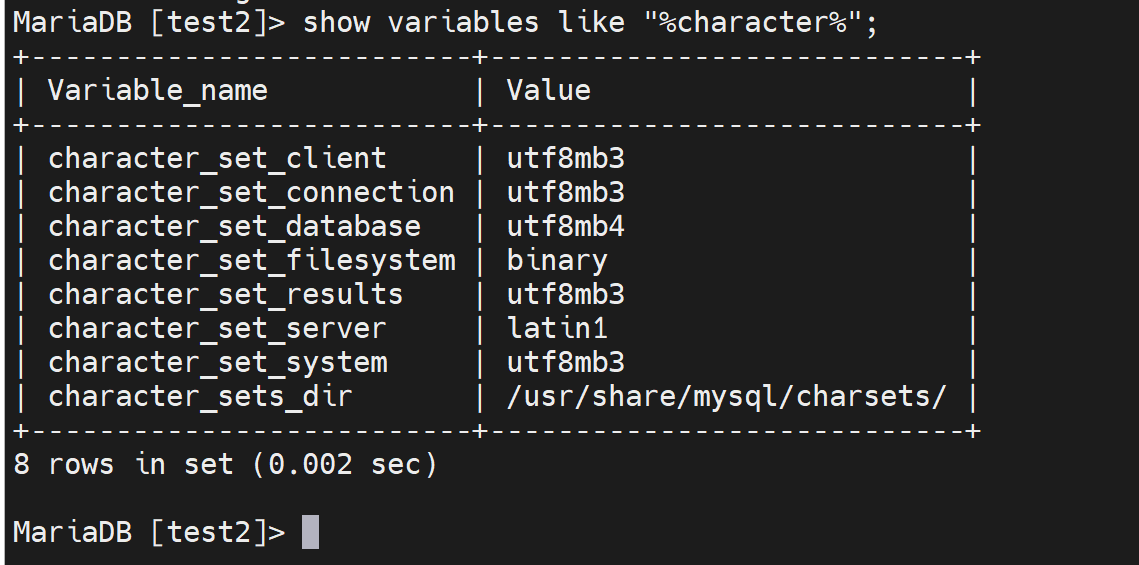 MariaDB [test2]> show variables like "%character%";
+--------------------------+----------------------------+
| Variable_name            | Value                      |
+--------------------------+----------------------------+
| character_set_client     | utf8mb3                    |
| character_set_connection | utf8mb3                    |
| character_set_database   | utf8mb4                    |
| character_set_filesystem | binary                     |
| character_set_results    | utf8mb3                    |
| character_set_server     | latin1                     |
| character_set_system     | utf8mb3                    |
| character_sets_dir       | /usr/share/mysql/charsets/ |
+--------------------------+----------------------------+
8 rows in set (0.002 sec)
MariaDB [test2]>